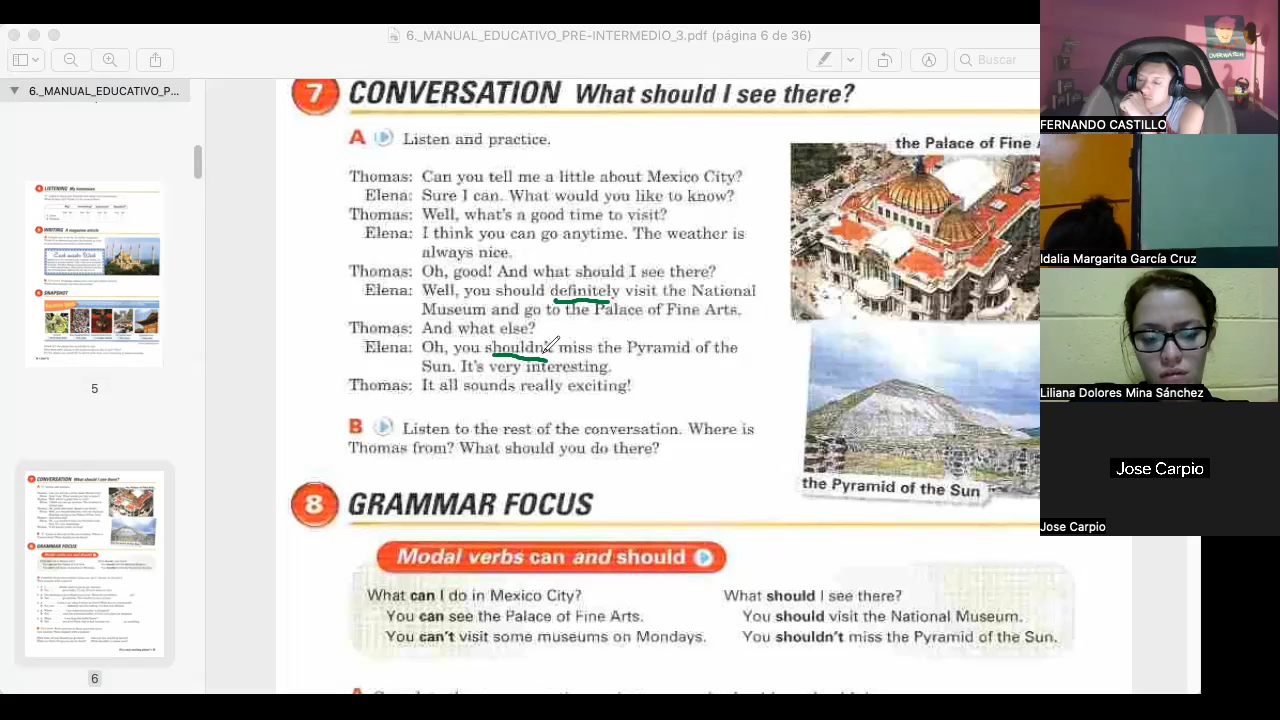 6._MANUAL_EDUCATIVO_PRE-INTERMEDIO_3.pdf (página 6 de 36)
Buscar
6._MANUAL_EDUCATIVO_P...
5
6
7 CONVERSATION What should I see there?
A Listen and practice.
Thomas: Can you tell me a little about Mexico City?
Elena: Sure I can. What would you like to know?
Thomas: Well, what's a good time to visit?
Elena: I think you can go anytime. The weather is
always nice.
Thomas: Oh, good! And what should I see there?
Elena: Well, you should definitely visit the National
Museum and go to the Palace of Fine Arts.
Thomas: And what else?
Elena: Oh, you shouldn't miss the Pyramid of the
Sun. It's very interesting.
Thomas: It all sounds really exciting!
the Palace of Fine
the Pyramid of the Sun
B Listen to the rest of the conversation. Where is
Thomas from? What should you do there?
8 GRAMMAR FOCUS
Modal verbs can and should
What can I do in Mexico City?
You can see the Palace of Fine Arts.
You can't visit some museums on Mondays.
What should I see there?
You should visit the National Museum.
You shouldn't miss the Pyramid of the Sun.
OVERWATCH
FERNANDO CASTILLO
Idalia Margarita García Cruz
Liliana Dolores Mina Sánchez
Jose Carpio
Jose Carpio